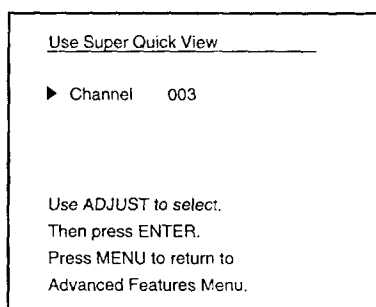 Use Super Quick View
▶ Channel 003
Use ADJUST to select.
Then press ENTER.
Press MENU to return to
Advanced Features Menu.